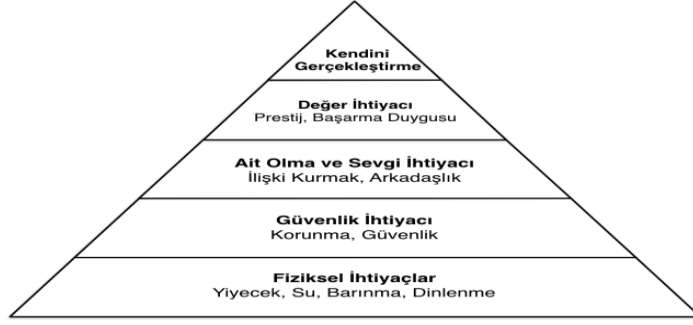 Kendini
Gerçekleştirme
Değer İhtiyacı
Prestij, Başarma Duygusu
Ait Olma ve Sevgi İhtiyacı
İlişki Kurmak, Arkadaşlık
Güvenlik İhtiyacı
Korunma, Güvenlik
Fiziksel İhtiyaçlar
Yiyecek, Su, Barınma, Dinlenme